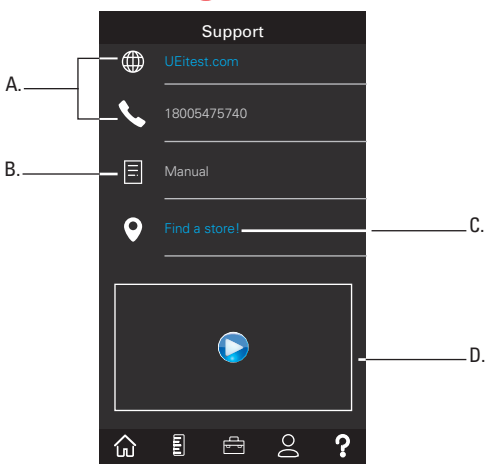 Support
A.
UEitest.com
18005475740
B.
Manual
C.
Find a store!
D.
?